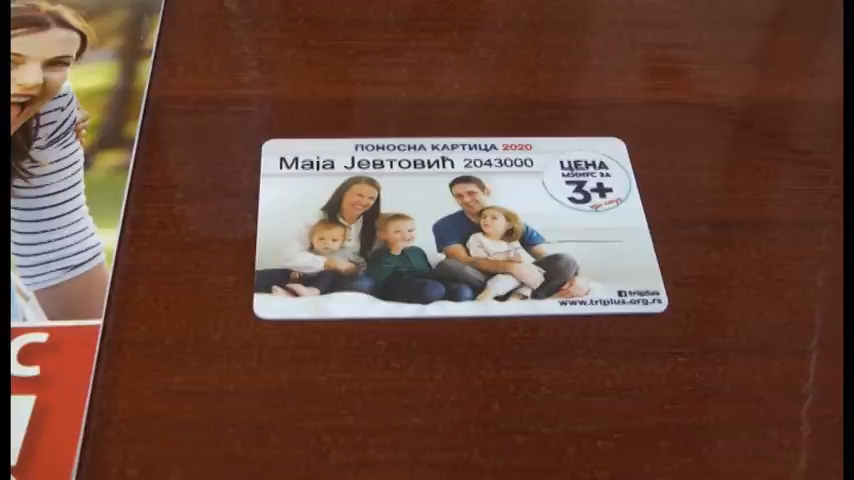 ПОНОСНА КАРТИЦА 2020
Маја Јевтовић 2043000
ЦЕНА
МИНУС ЗА
3+
triplus
www.triplus.org.rs
С